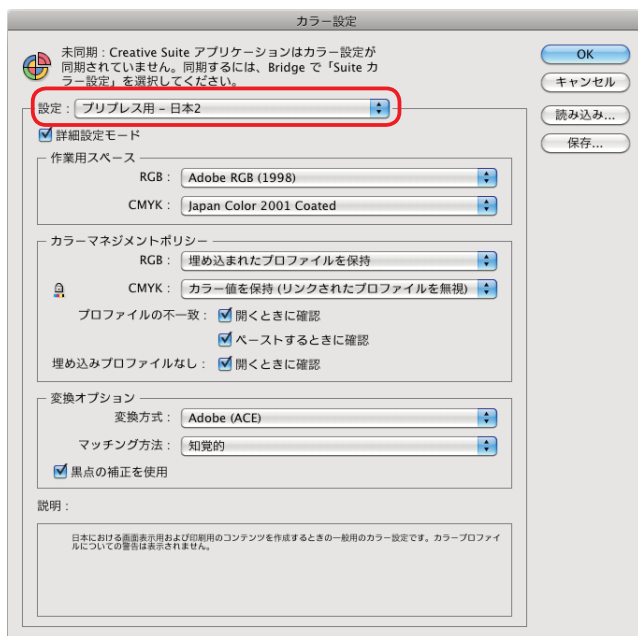 カラー設定
未同期：Creative Suite アプリケーションはカラー設定が
同期されていません。同期するには、Bridge で「Suite カ
ラー設定」を選択してください。
OK
キャンセル
読み込み...
保存...
設定： プリプレス用 – 日本2
詳細設定モード
作業用スペース
RGB： Adobe RGB (1998)
CMYK： Japan Color 2001 Coated
カラーマネジメントポリシー
RGB： 埋め込まれたプロファイルを保持
CMYK： カラー値を保持 (リンクされたプロファイルを無視)
プロファイルの不一致： 開くときに確認
ペーストするときに確認
埋め込みプロファイルなし： 開くときに確認
変換オプション
変換方式： Adobe (ACE)
マッチング方法： 知覚的
黒点の補正を使用
説明：
日本における画面表示用および印刷用のコンテンツを作成するときの一般用のカラー設定です。カラープロファイ
ルについての警告は表示されません。